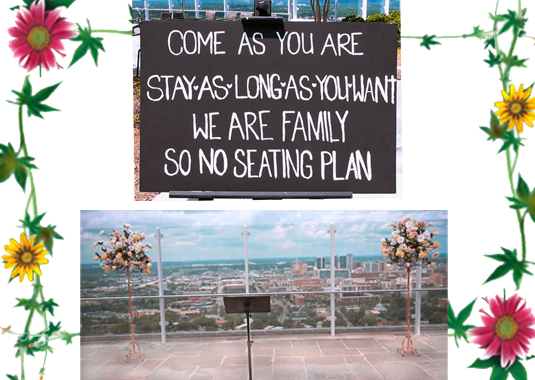 COME AS YOU ARE
STAY AS LONG AS YOU WANT
WE ARE FAMILY
SO NO SEATING PLAN